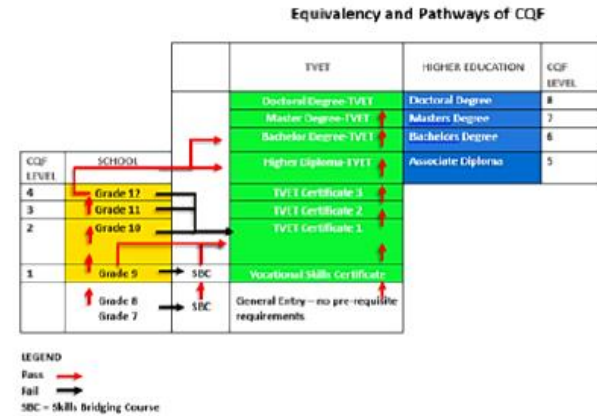 Equivalency and Pathways of CQF
TVET
HIGHER EDUCATION
CQF
LEVEL
Doctoral Degree-TVET
Doctoral Degree
8
Master Degree-TVET
Masters Degree
7
Bachelor Degree-TVET
Bachelors Degree
6
CQF
LEVEL
SCHOOL
Higher Diploma-TVET
Associate Diploma
5
4
Grade 12
TVET Certificate 3
3
Grade 11
TVET Certificate 2
2
Grade 10
TVET Certificate 1
1
Grade 9
SBC
Vocational Skills Certificate
Grade 8
Grade 7
SBC
General Entry – no pre-requisite
requirements
LEGEND
Pass
Fail
SBC – Skills Bridging Course